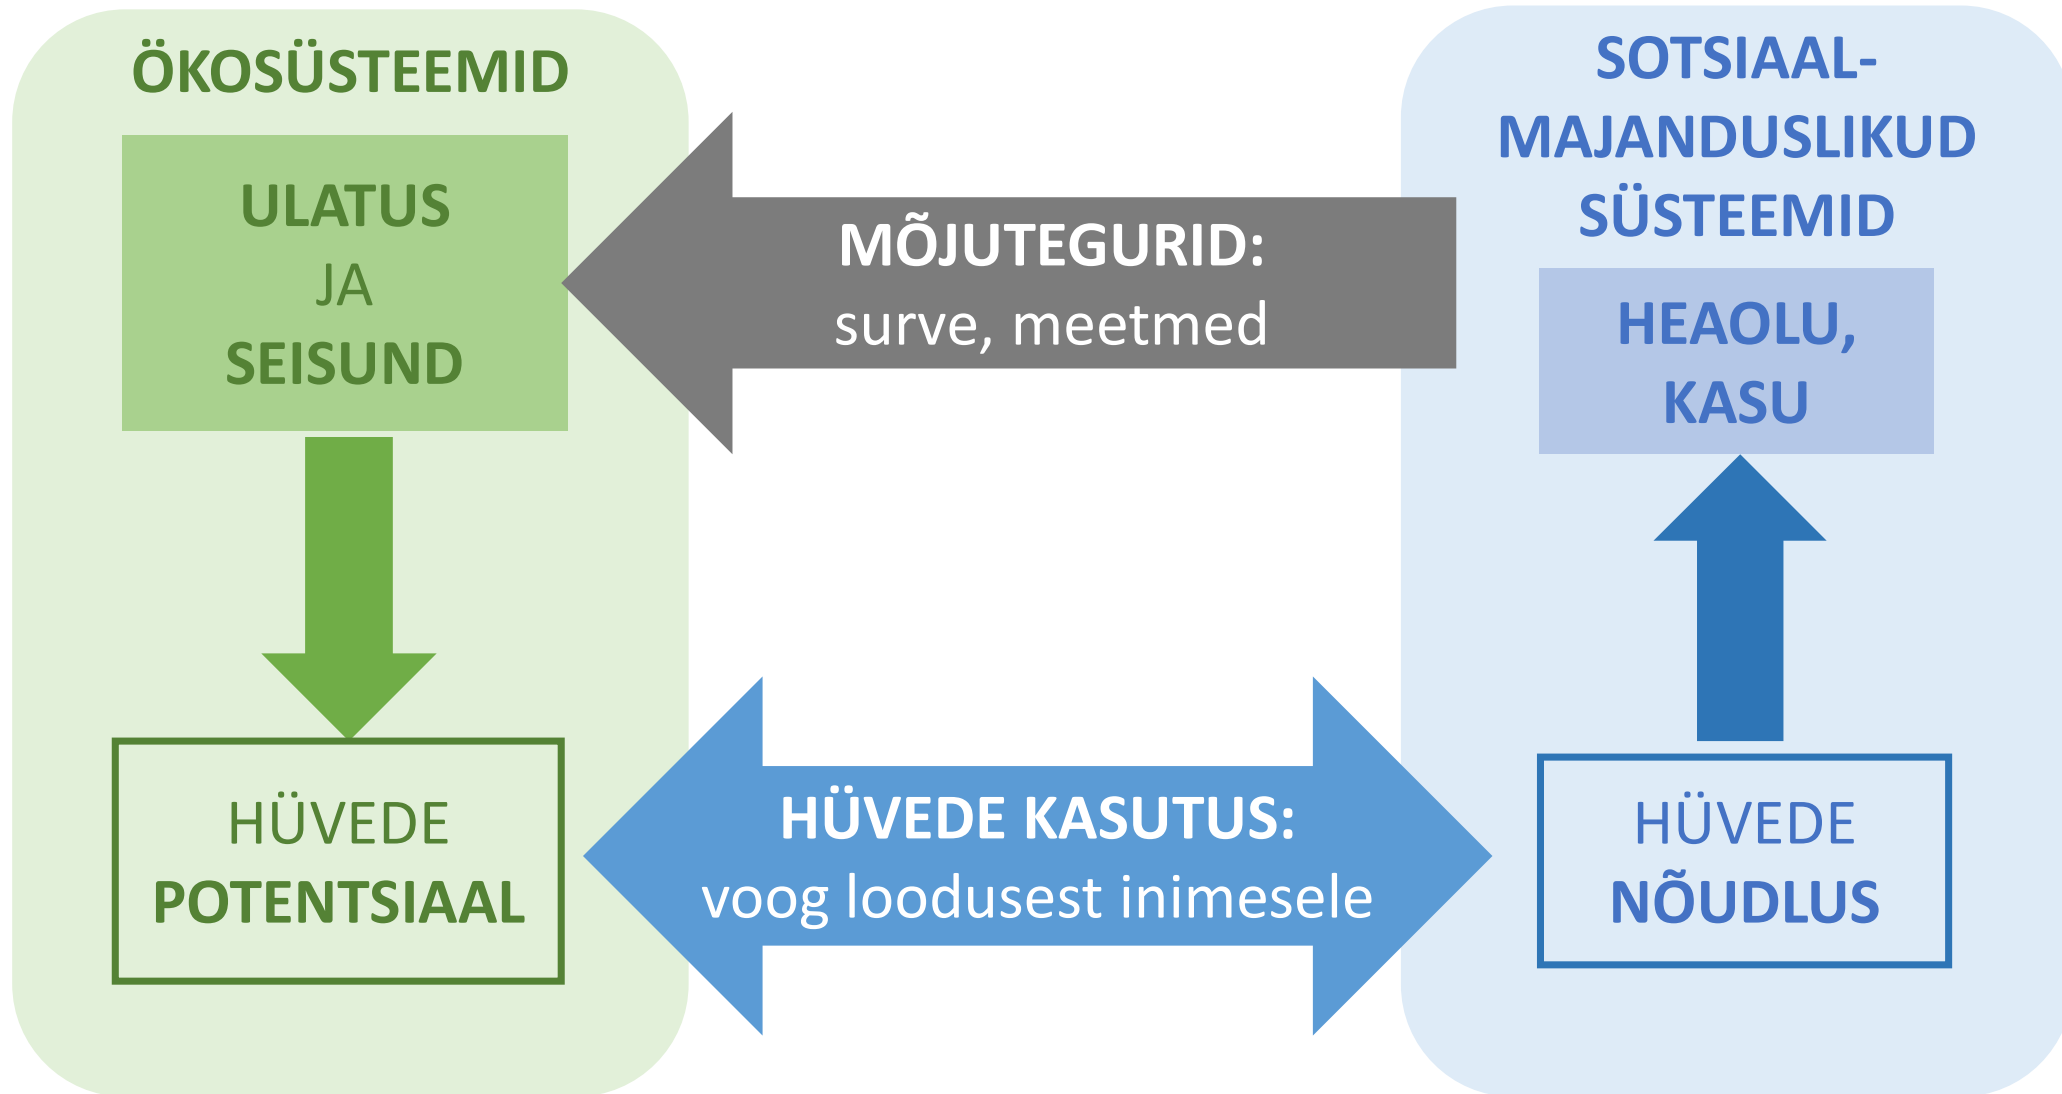 ÖKOSÜSTEEMID
ULATUS
JA
SEISUND
HÜVEDE
POTENTSIAAL
MÕJUTEGURID:
surve, meetmed
HÜVEDE KASUTUS:
voog loodusest inimesele
SOTSIAAL-
MAJANDUSLIKUD
SÜSTEEMID
HEAOLU,
KASU
HÜVEDE
NÕUDLUS